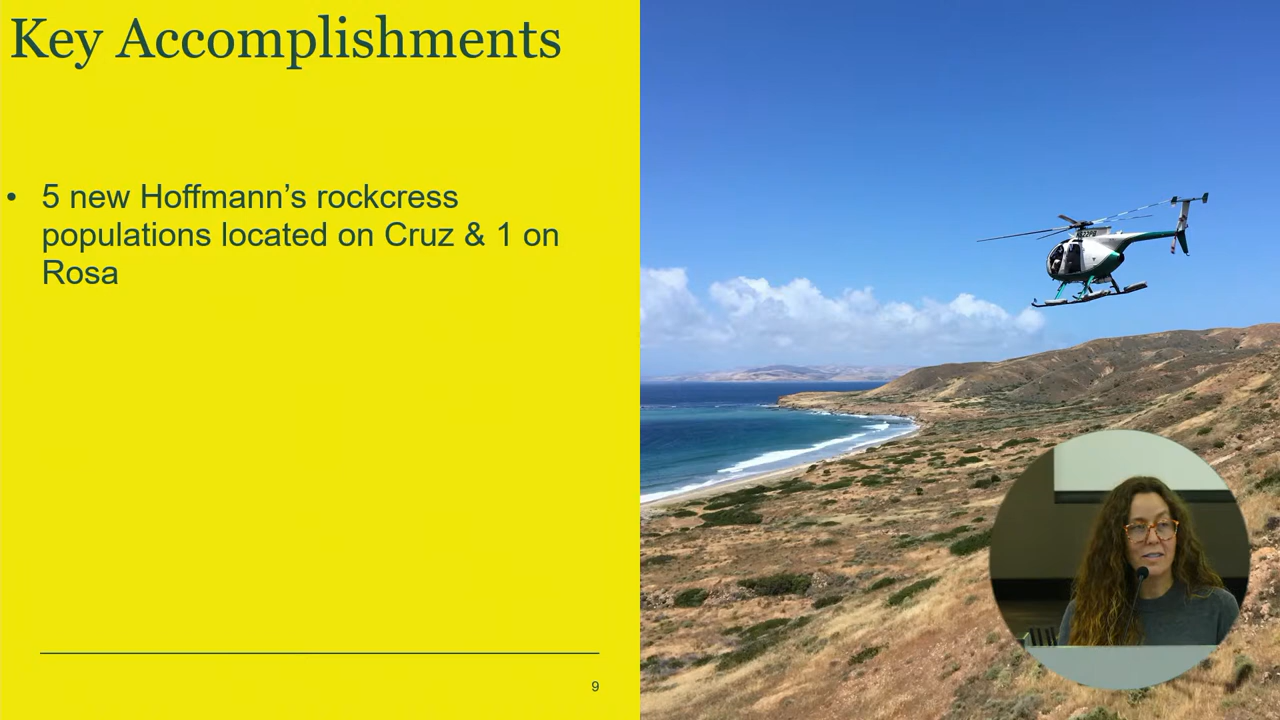 Key Accomplishments
• 5 new Hoffmann’s rockcress
populations located on Cruz & 1 on
Rosa
9